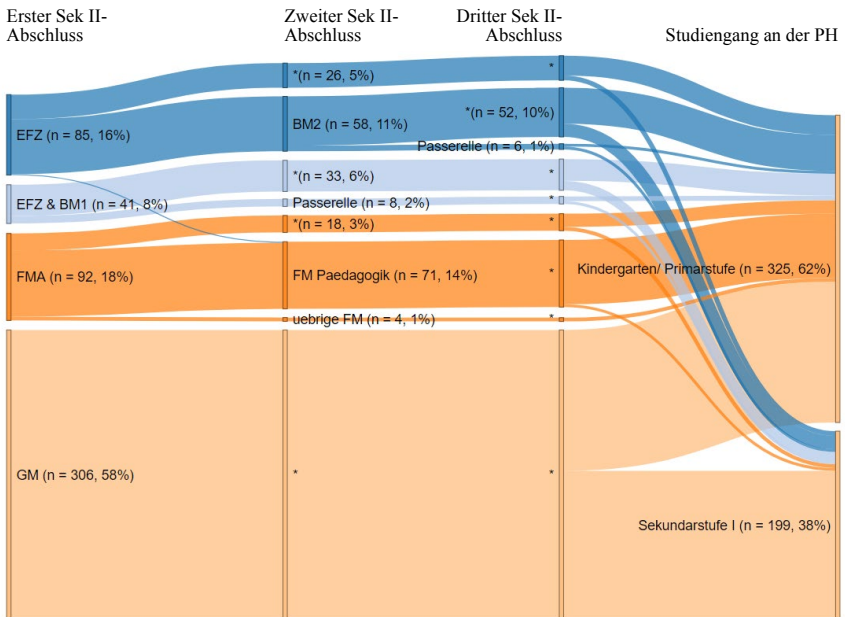 Erster Sek II-
Abschluss
Zweiter Sek II-
Abschluss
Dritter Sek II-
Abschluss
Studiengang an der PH
*(n = 26, 5%)
*
EFZ (n = 85, 16%)
BM2 (n = 58, 11%)
*(n = 52, 10%)
Passerelle (n = 6, 1%)
*(n = 33, 6%)
*
EFZ & BM1 (n = 41, 8%)
Passerelle (n = 8, 2%)
*
*(n = 18, 3%)
*
FMA (n = 92, 18%)
FM Paedagogik (n = 71, 14%)
*
Kindergarten/ Primarstufe (n = 325, 62%)
uebrige FM (n = 4, 1%)
*
GM (n = 306, 58%)
*
*
Sekundarstufe I (n = 199, 38%)